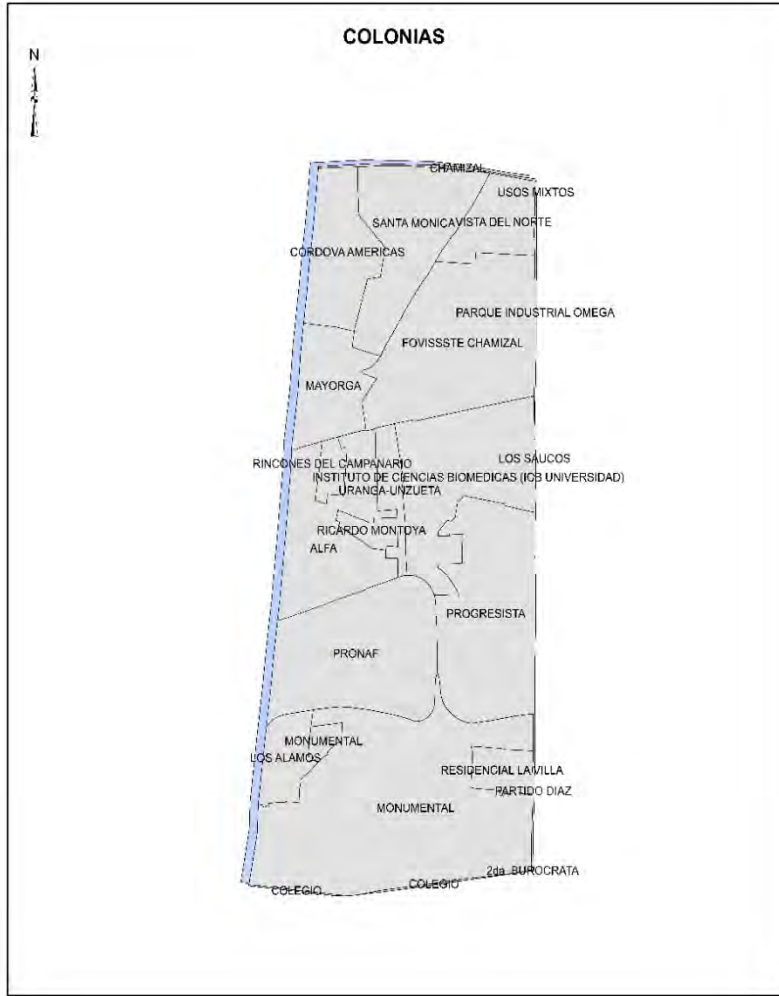 COLONIAS
N
CHAMIZAL
USOS MIXTOS
SANTA MONICA
VISTA DEL NORTE
CORDOVA AMERICAS
PARQUE INDUSTRIAL OMEGA
FOVISSSTE CHAMIZAL
MAYORGA
LOS SAUCOS
RINCONES DEL CAMPANARIO
INSTITUTO DE CIENCIAS BIOMEDICAS (ICB UNIVERSIDAD)
URANGA-UNZUETA
RICARDO MONTOYA
ALFA
PROGRESISTA
PRONAF
MONUMENTAL
LOS ALAMOS
RESIDENCIAL LA VILLA
PARTIDO DIAZ
MONUMENTAL
2da. BUROCRATA
COLEGIO
COLEGIO